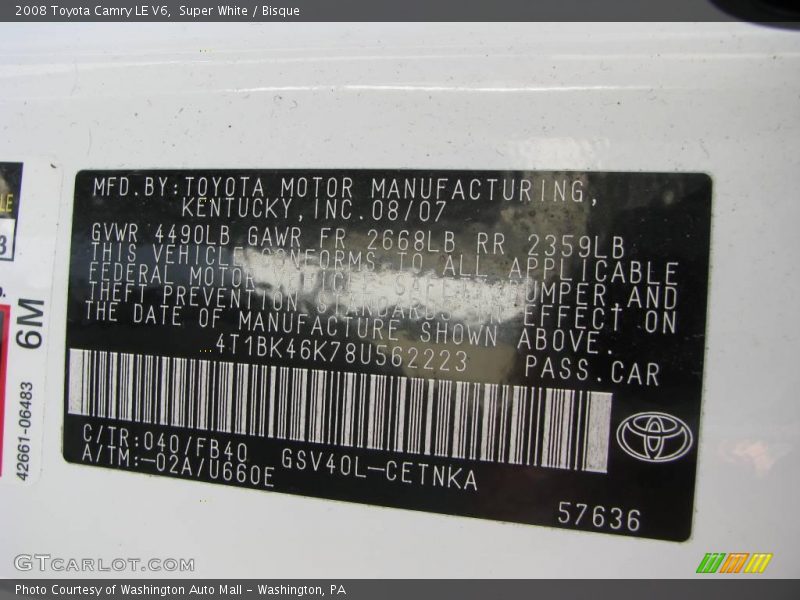 2008 Toyota Camry LE V6, Super White / Bisque
MFD.BY:TOYOTA MOTOR MANUFACTURING,
KENTUCKY,INC.08/07
GVWR 4490LB GAWR FR 2668LB RR 2359LB
THIS VEHICLE CONFORMS TO ALL APPLICABLE
FEDERAL MOTOR VEHICLE SAFETY, BUMPER,AND
THEFT PREVENTION STANDARDS IN EFFECT ON
THE DATE OF MANUFACTURE SHOWN ABOVE.
4T1BK46K78U562223
PASS.CAR
C/TR:040/FB40
A/TM:-02A/U660E
GSV40L-CETNKA
57636
LE
3
6M
42661-06483
GTCARLOT.COM
Photo Courtesy of Washington Auto Mall - Washington, PA